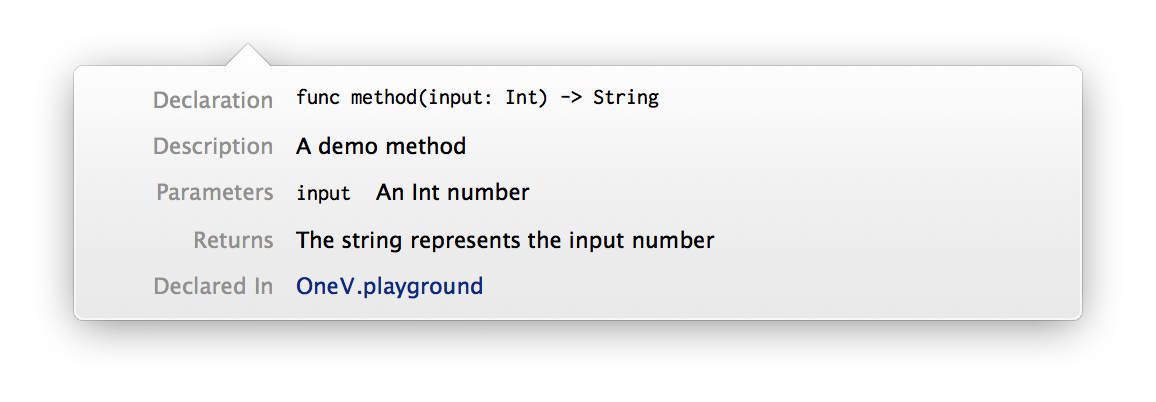 Declaration func method(input: Int) -> String
Description A demo method
Parameters input An Int number
Returns The string represents the input number
Declared In OneV.playground